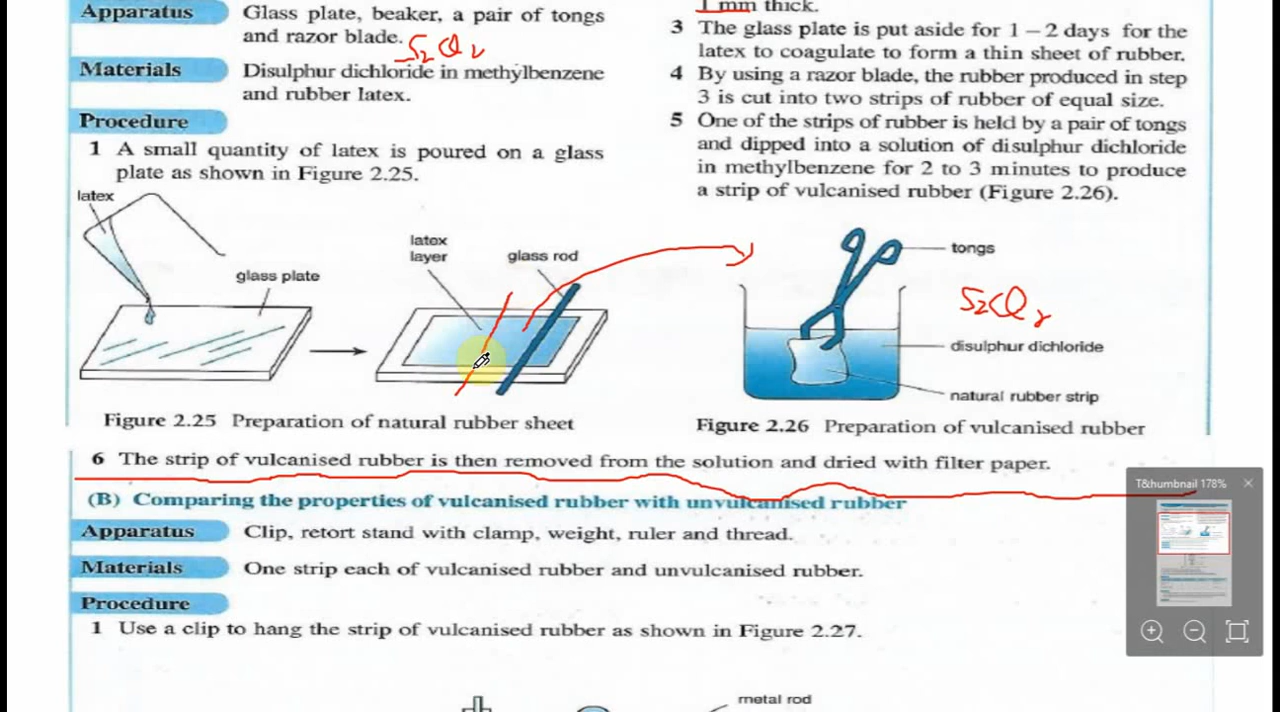 Apparatus Glass plate, beaker, a pair of tongs
and razor blade.
S2Cl2
Materials Disulphur dichloride in methylbenzene
and rubber latex.
Procedure
1 A small quantity of latex is poured on a glass
plate as shown in Figure 2.25.
latex
glass plate
latex
layer
glass rod
Figure 2.25 Preparation of natural rubber sheet
1 mm thick.
3 The glass plate is put aside for 1 – 2 days for the
latex to coagulate to form a thin sheet of rubber.
4 By using a razor blade, the rubber produced in step
3 is cut into two strips of rubber of equal size.
5 One of the strips of rubber is held by a pair of tongs
and dipped into a solution of disulphur dichloride
in methylbenzene for 2 to 3 minutes to produce
a strip of vulcanised rubber (Figure 2.26).
tongs
S2Cl2
disulphur dichloride
natural rubber strip
Figure 2.26 Preparation of vulcanised rubber
6 The strip of vulcanised rubber is then removed from the solution and dried with filter paper.
(B) Comparing the properties of vulcanised rubber with unvulcanised rubber
Apparatus Clip, retort stand with clamp, weight, ruler and thread.
Materials One strip each of vulcanised rubber and unvulcanised rubber.
Procedure
1 Use a clip to hang the strip of vulcanised rubber as shown in Figure 2.27.
metal rod
T&humbnail 178%